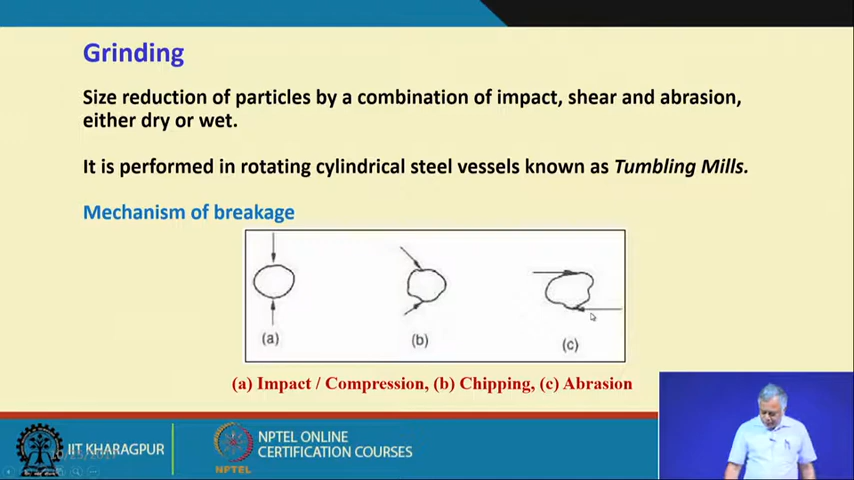 Grinding
Size reduction of particles by a combination of impact, shear and abrasion,
either dry or wet.
It is performed in rotating cylindrical steel vessels known as Tumbling Mills.
Mechanism of breakage
(a) (b) (c)
(a) Impact / Compression, (b) Chipping, (c) Abrasion
IIT KHARAGPUR
NPTEL
NPTEL ONLINE
CERTIFICATION COURSES